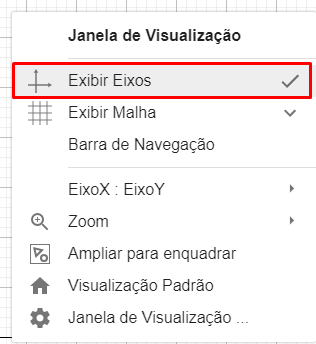 Janela de Visualização
Exibir Eixos
Exibir Malha
Barra de Navegação
EixoX : EixoY
Zoom
Ampliar para enquadrar
Visualização Padrão
Janela de Visualização ...